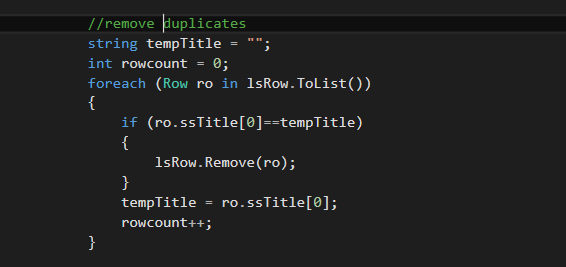 //remove duplicates
string tempTitle = "";
int rowcount = 0;
foreach (Row ro in lsRow.ToList())
{
if (ro.ssTitle[0]==tempTitle)
{
lsRow.Remove(ro);
}
tempTitle = ro.ssTitle[0];
rowcount++;
}